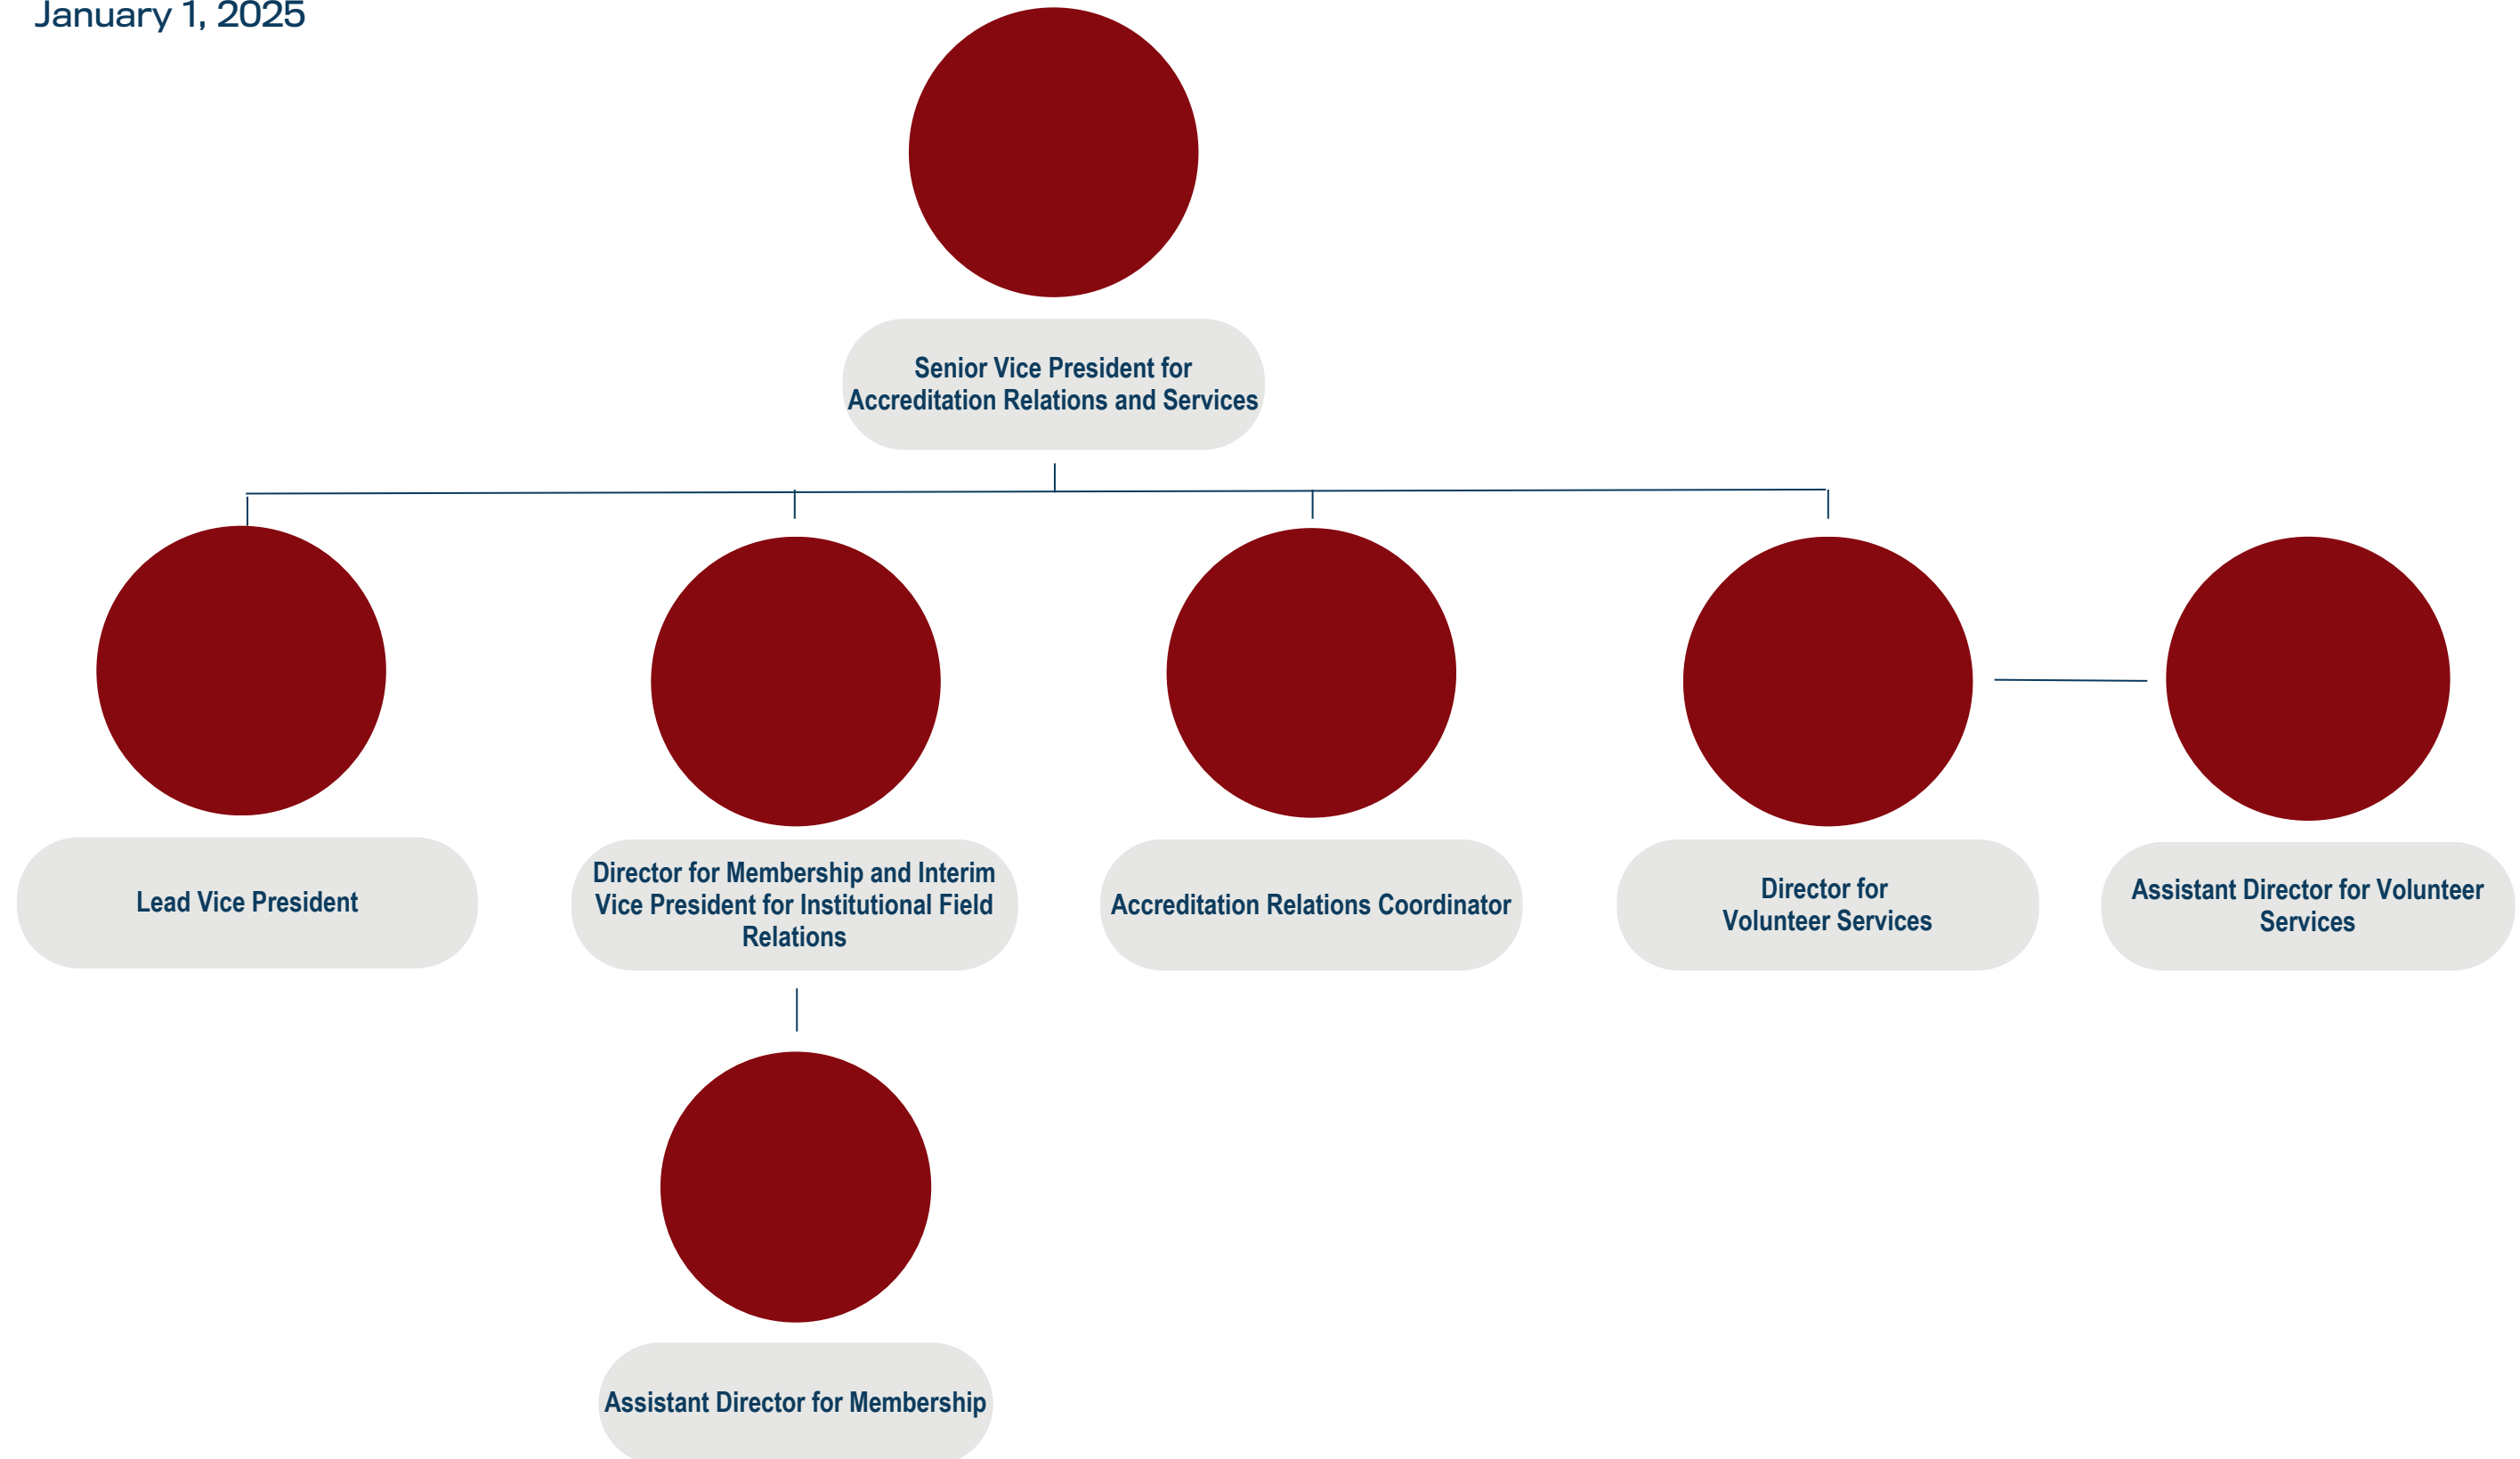 January 1, 2025
Senior Vice President for
Accreditation Relations and Services
Lead Vice President
Director for Membership and Interim
Vice President for Institutional Field
Relations
Accreditation Relations Coordinator
Director for
Volunteer Services
Assistant Director for Volunteer
Services
Assistant Director for Membership